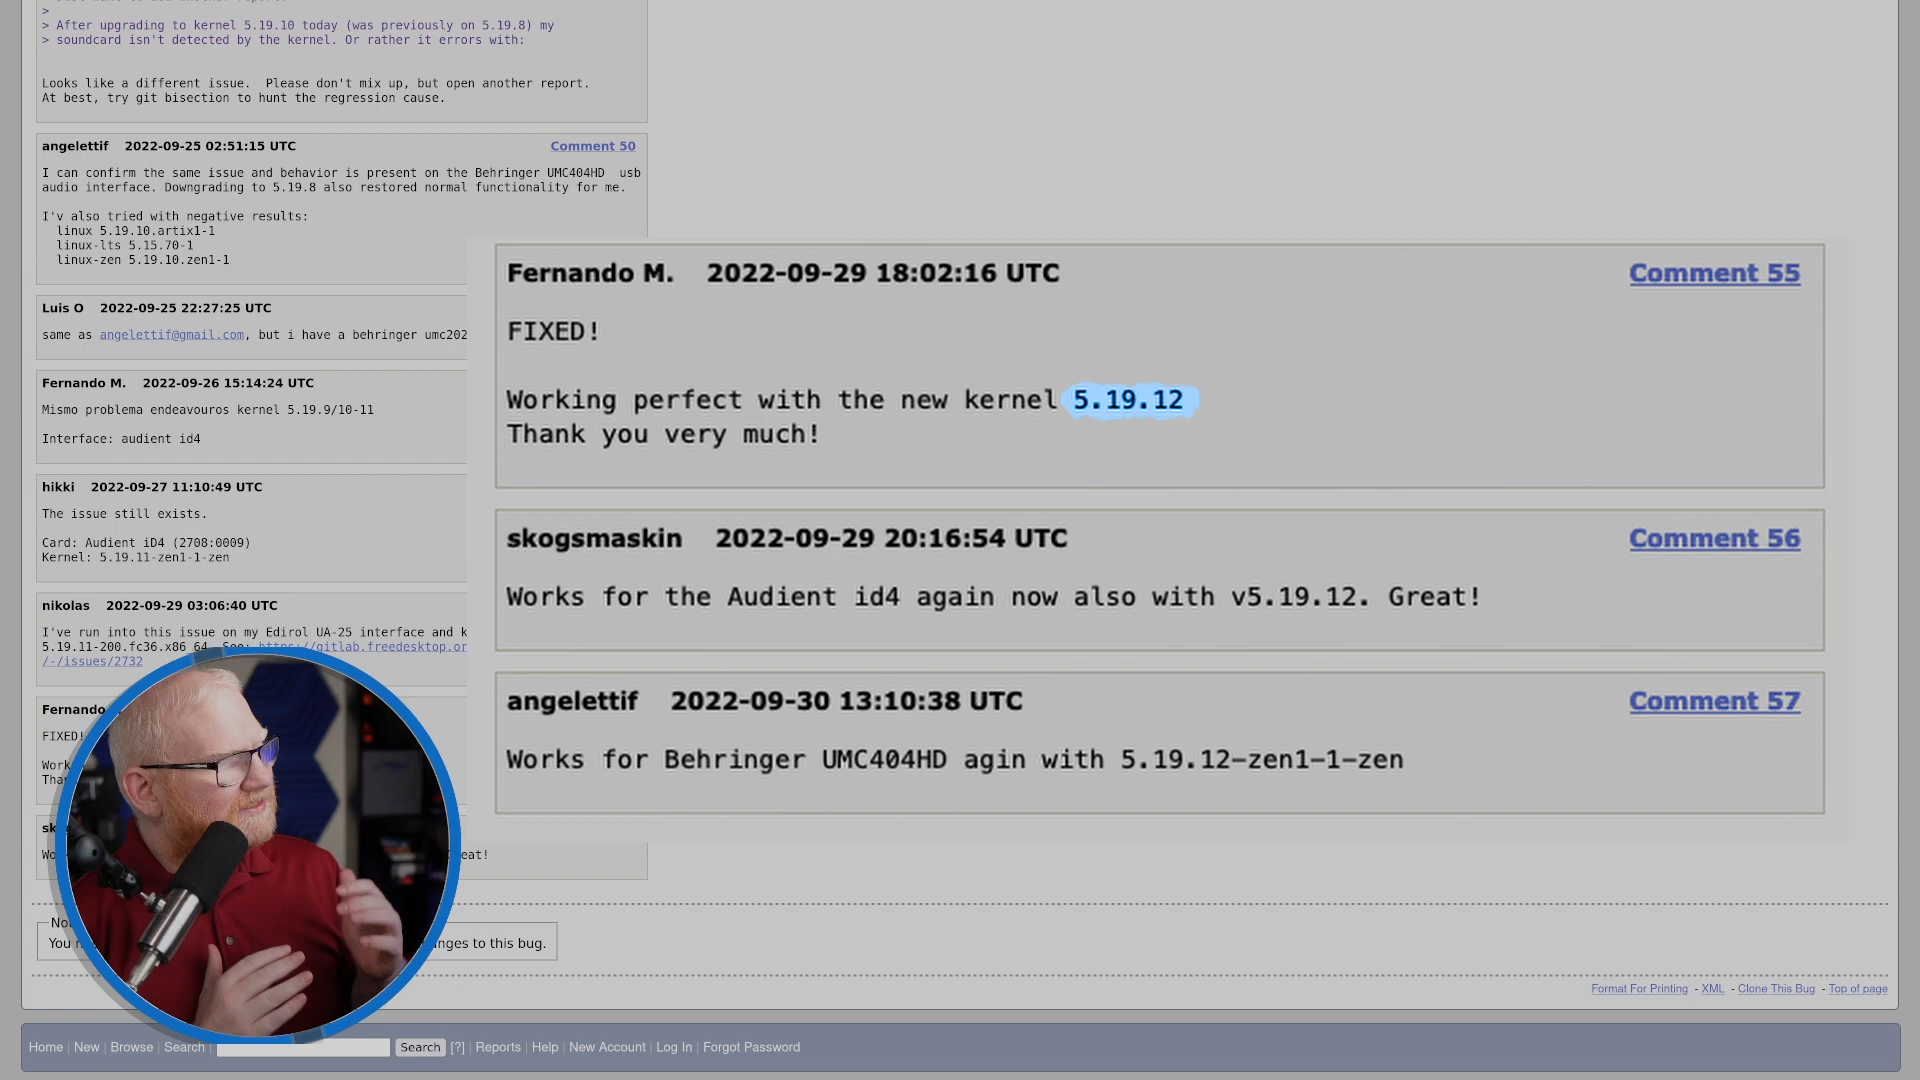 >
> After upgrading to kernel 5.19.10 today (was previously on 5.19.8) my
> soundcard isn't detected by the kernel. Or rather it errors with:
Looks like a different issue.  Please don't mix up, but open another report.
At best, try git bisection to hunt the regression cause.
angelettif 2022-09-25 02:51:15 UTC Comment 50
I can confirm the same issue and behavior is present on the Behringer UMC404HD  usb
audio interface. Downgrading to 5.19.8 also restored normal functionality for me.
I'v also tried with negative results:
linux 5.19.10.artix1-1
linux-lts 5.15.70-1
linux-zen 5.19.10.zen1-1
Luis O 2022-09-25 22:27:25 UTC
same as angelettif@gmail.com, but i have a behringer umc202
Fernando M. 2022-09-26 15:14:24 UTC
Mismo problema endeavouros kernel 5.19.9/10-11
Interface: audient id4
hikki 2022-09-27 11:10:49 UTC
The issue still exists.
Card: Audient iD4 (2708:0009)
Kernel: 5.19.11-zen1-1-zen
nikolas 2022-09-29 03:06:40 UTC
I've run into this issue on my Edirol UA-25 interface and k
5.19.11-200.fc36.x86_64. See: https://gitlab.freedesktop.or
/-/issues/2732
Fernando
FIXED!
Work
Tha
sk
Wo
eat!
Fernando M. 2022-09-29 18:02:16 UTC Comment 55
FIXED!
Working perfect with the new kernel 5.19.12
Thank you very much!
skogsmaskin 2022-09-29 20:16:54 UTC Comment 56
Works for the Audient id4 again now also with v5.19.12. Great!
angelettif 2022-09-30 13:10:38 UTC Comment 57
Works for Behringer UMC404HD agin with 5.19.12-zen1-1-zen
No
You n
nges to this bug.
Format For Printing - XML - Clone This Bug - Top of page
Home | New | Browse | Search | Search [?] | Reports | Help | New Account | Log In | Forgot Password